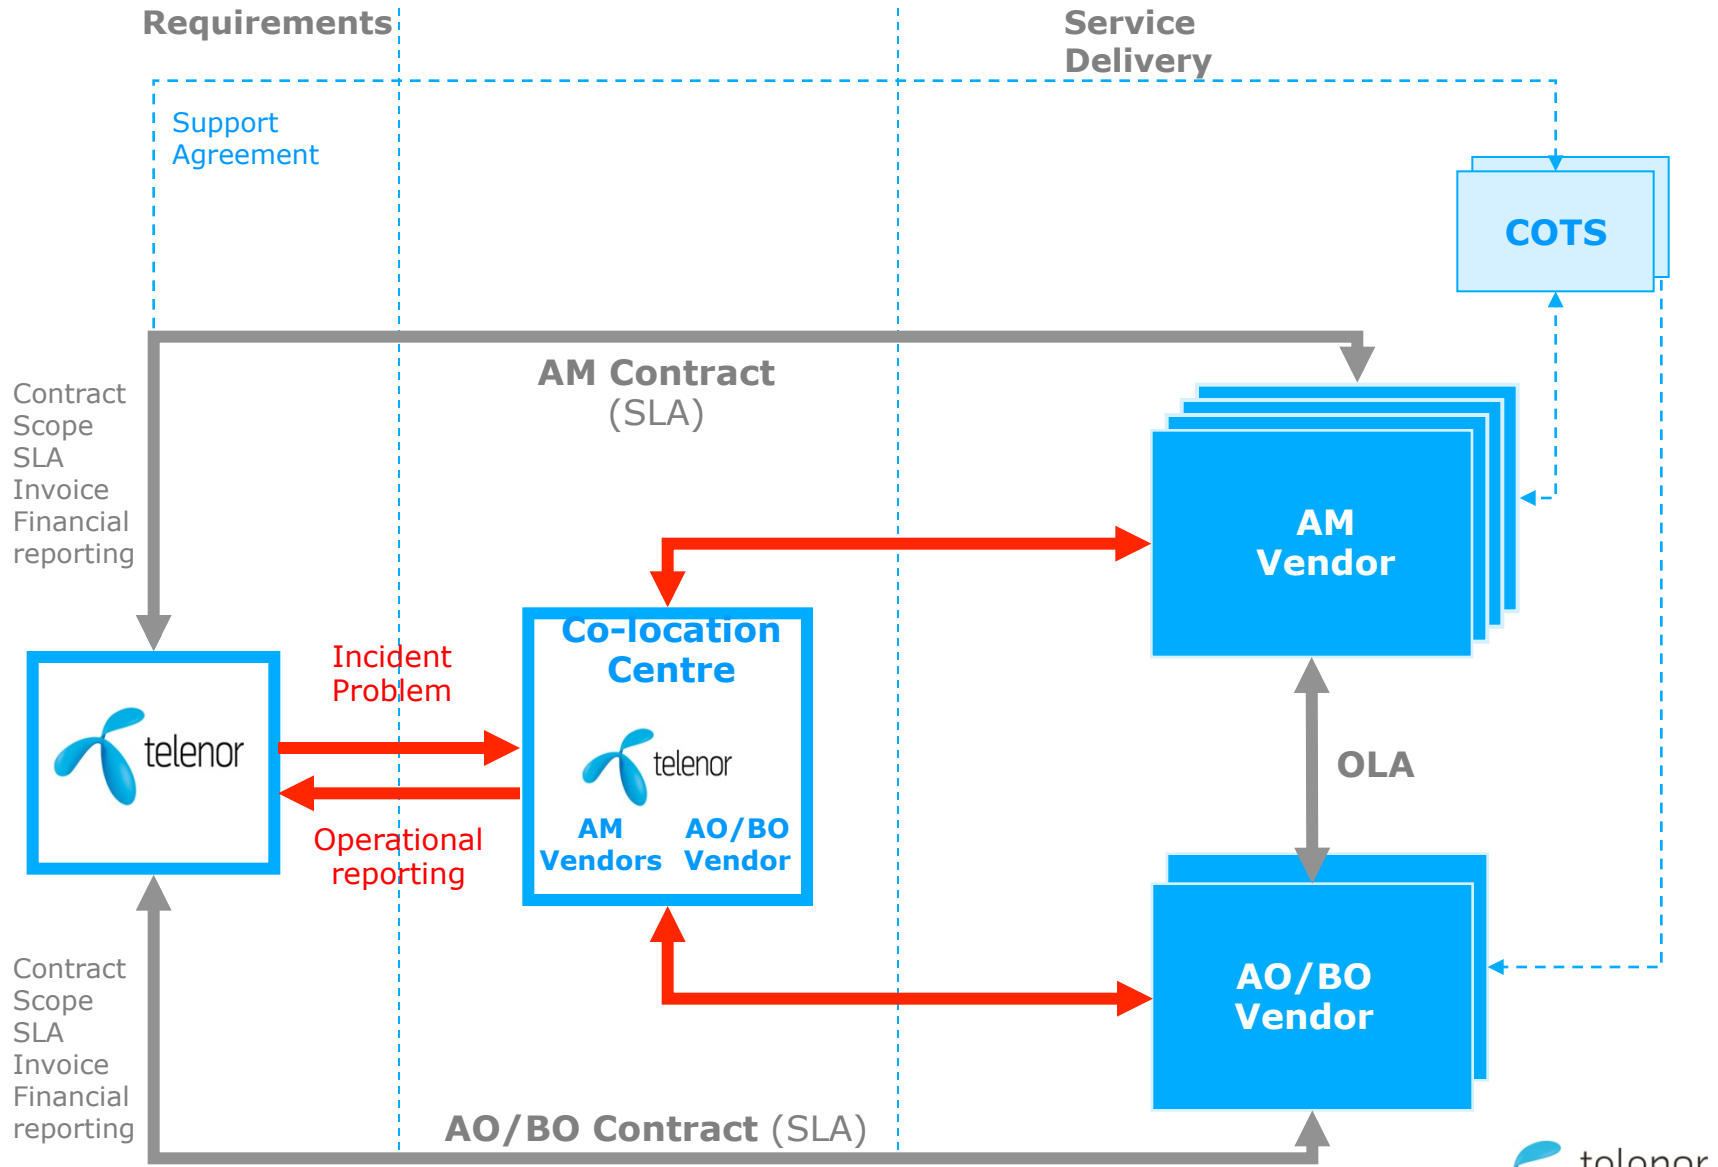 Requirements
Service
Delivery
Support
Agreement
COTS
AM Contract
(SLA)
Contract
Scope
SLA
Invoice
Financial
reporting
AM
Vendor
Co-location
Centre
Incident
Problem
telenor
telenor
OLA
Operational
reporting
AM
Vendors
AO/BO
Vendor
Contract
Scope
SLA
Invoice
Financial
reporting
AO/BO
Vendor
AO/BO Contract (SLA)
telenor